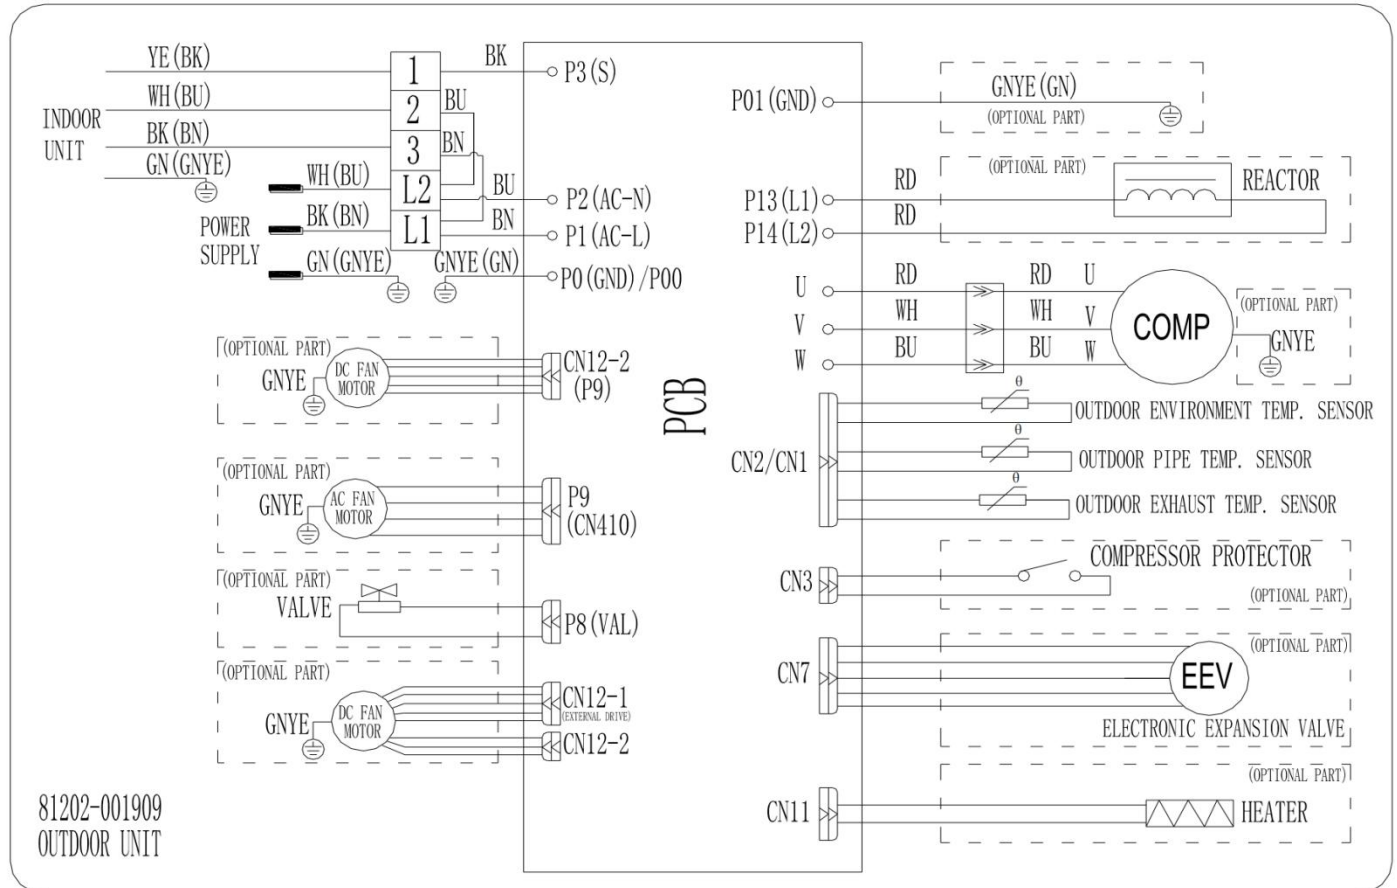 YE(BK)
WH(BU)
INDOOR
UNIT
BK(BN)
GN(GNYE)
1
2
3
L2
L1
BK
BU
BN
P3(S)
WH(BU)
BU
P2(AC-N)
POWER
SUPPLY
BK(BN)
BN
P1(AC-L)
GN(GNYE)
GNYE(GN)
P0(GND)/P00
(OPTIONAL PART)
GNYE
DC FAN
MOTOR
CN12-2
(P9)
(OPTIONAL PART)
GNYE
AC FAN
MOTOR
P9
(CN410)
(OPTIONAL PART)
VALVE
P8(VAL)
(OPTIONAL PART)
GNYE
DC FAN
MOTOR
CN12-1
(EXTERNAL DRIVE)
CN12-2
81202-001909
OUTDOOR UNIT
PCB
P01(GND)
GNYE(GN)
(OPTIONAL PART)
(OPTIONAL PART)
P13(L1)
RD
REACTOR
P14(L2)
RD
U
RD
RD
U
V
WH
WH
V
W
BU
BU
W
COMP
(OPTIONAL PART)
GNYE
CN2/CN1
θ
OUTDOOR ENVIRONMENT TEMP. SENSOR
θ
OUTDOOR PIPE TEMP. SENSOR
θ
OUTDOOR EXHAUST TEMP. SENSOR
CN3
COMPRESSOR PROTECTOR
(OPTIONAL PART)
CN7
(OPTIONAL PART)
EEV
ELECTRONIC EXPANSION VALVE
(OPTIONAL PART)
CN11
HEATER